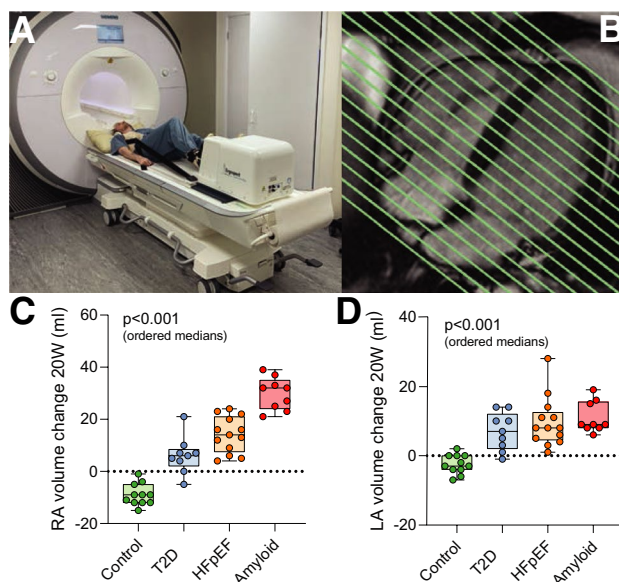 A
B
C
RA volume change 20W (ml)
60
40
20
0
-20
p<0.001
(ordered medians)
Control
T2D
HFpEF
Amyloid
D
LA volume change 20W (ml)
40
20
0
-20
p<0.001
(ordered medians)
Control
T2D
HFpEF
Amyloid